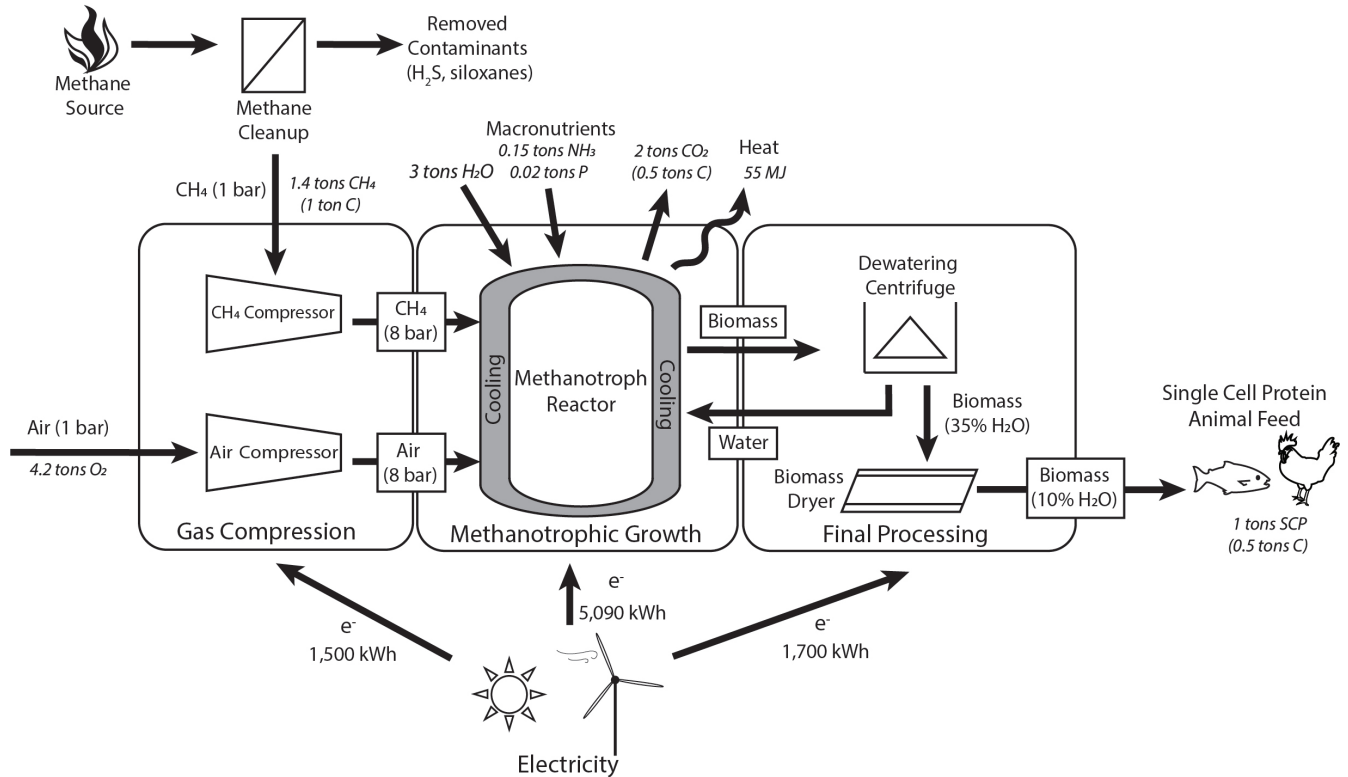 Methane
Source
Methane
Cleanup
Removed
Contaminants
(H₂S, siloxanes)
CH₄ (1 bar)
1.4 tons CH₄
(1 ton C)
3 tons H₂O
Macronutrients
0.15 tons NH₃
0.02 tons P
2 tons CO₂
(0.5 tons C)
Heat
55 MJ
CH₄ Compressor
CH₄
(8 bar)
Air (1 bar)
4.2 tons O₂
Air Compressor
Air
(8 bar)
Gas Compression
Cooling
Methanotroph
Reactor
Cooling
Methanotrophic Growth
Biomass
Water
Dewatering
Centrifuge
Biomass
(35% H₂O)
Biomass
Dryer
Final Processing
Biomass
(10% H₂O)
Single Cell Protein
Animal Feed
1 tons SCP
(0.5 tons C)
e⁻
1,500 kWh
e⁻
5,090 kWh
e⁻
1,700 kWh
Electricity